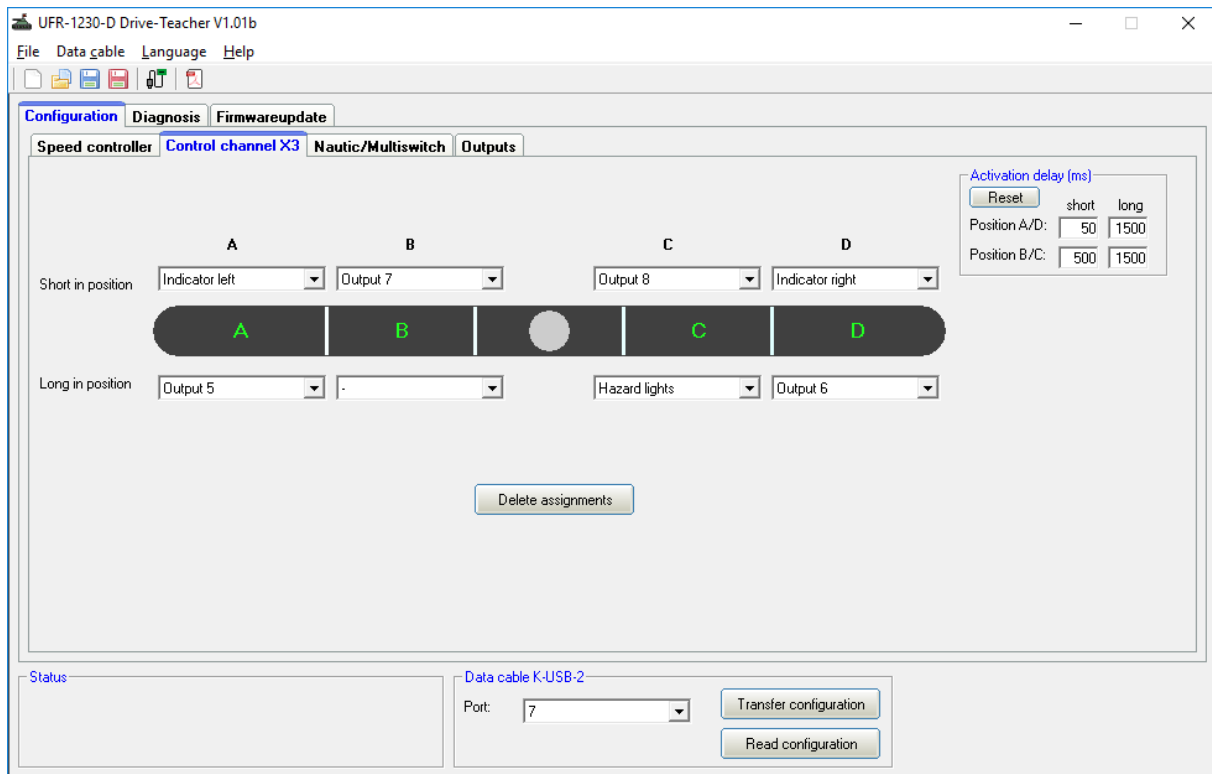 UFR-1230-D Drive-Teacher V1.01b
File Data cable Language Help
Configuration Diagnosis Firmwareupdate
Speed controller Control channel X3 Nautic/Multiswitch Outputs
Activation delay (ms)
Reset short long
Position A/D: 50 1500
Position B/C: 500 1500
A B C D
Short in position Indicator left Output 7 Output 8 Indicator right
A B C D
Long in position Output 5 - Hazard lights Output 6
Delete assignments
Status
Data cable K-USB-2
Port: 7 Transfer configuration
Read configuration